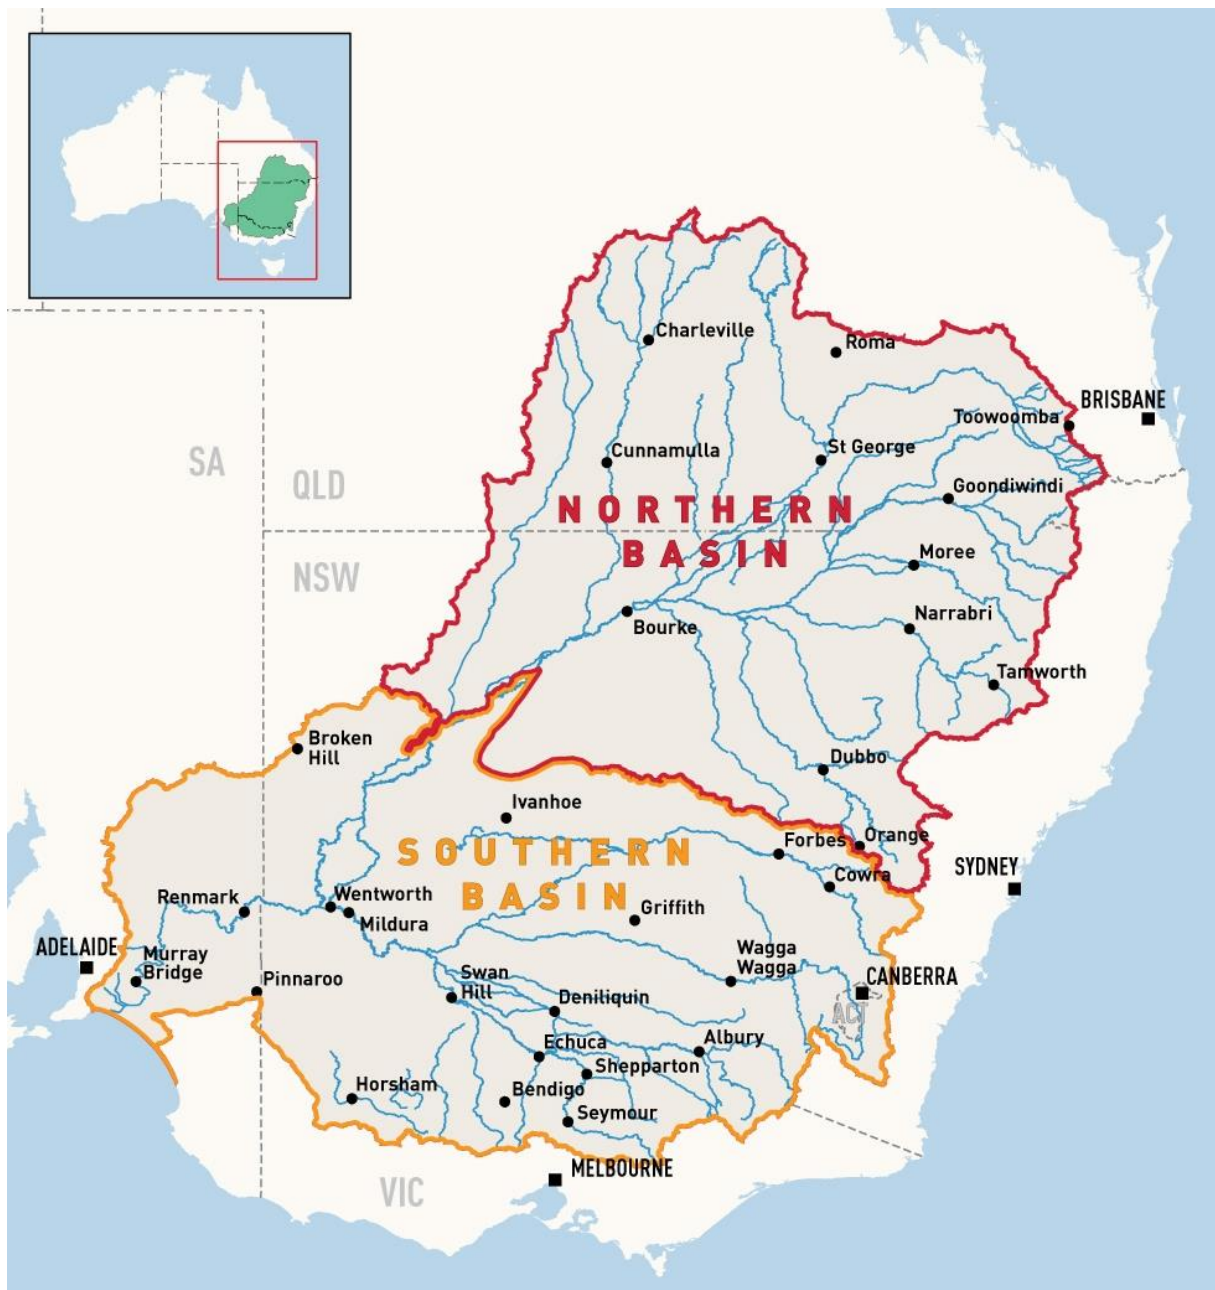 Charleville
Roma
BRISBANE
Toowoomba
SA
QLD
Cunnamulla
St George
Goondiwindi
NORTHERN
BASIN
NSW
Moree
Narrabri
Bourke
Tamworth
Broken
Hill
Dubbo
Ivanhoe
Forbes
Orange
SOUTHERN
BASIN
SYDNEY
Cowra
Renmark
Wentworth
Mildura
Griffith
ADELAIDE
Murray
Bridge
Wagga
Wagga
Pinnaroo
Swan
Hill
CANBERRA
Deniliquin
ACT
Echuca
Albury
Shepparton
Horsham
Bendigo
Seymour
MELBOURNE
VIC